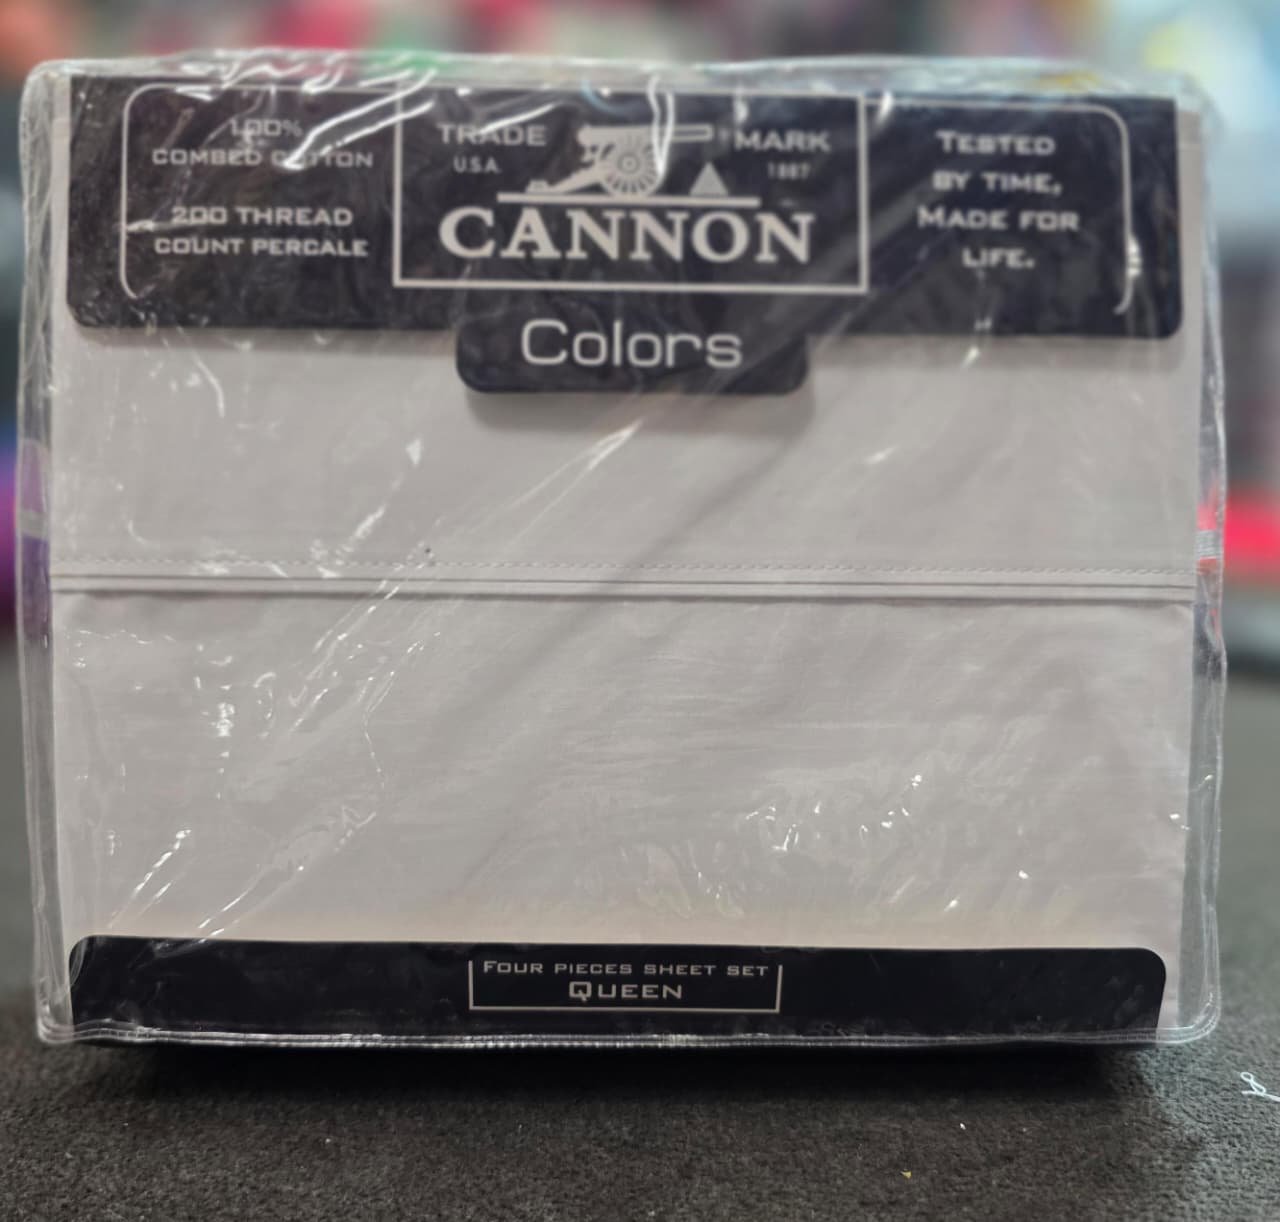 100%
COMBED COTTON
200 THREAD
COUNT PERCALE
TRADE MARK
U.S.A. 1887
CANNON
Colors
TESTED
BY TIME,
MADE FOR
LIFE.
FOUR PIECES SHEET SET
QUEEN